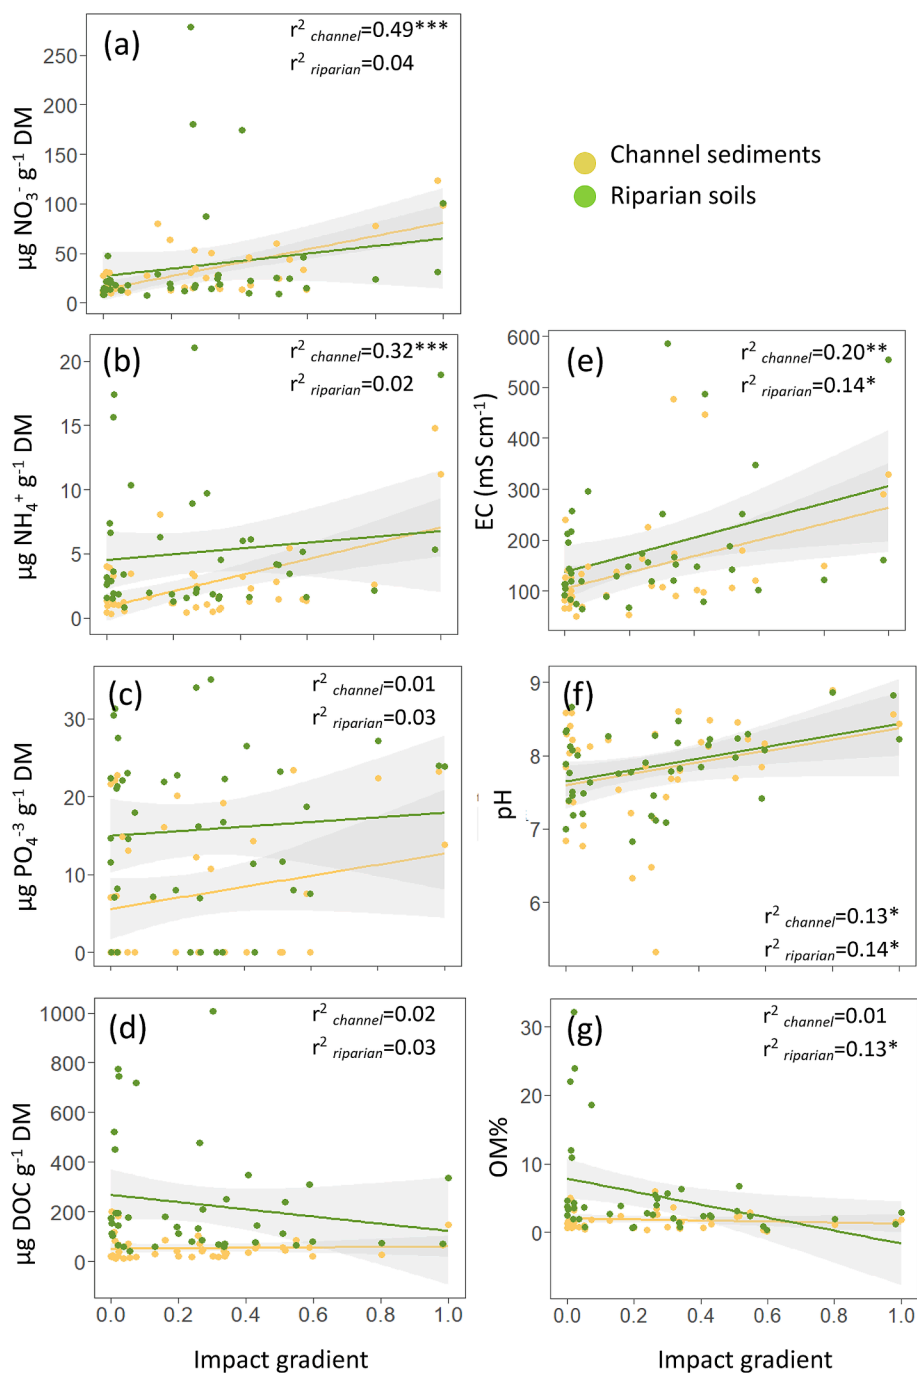 (a)
r² channel=0.49***
r² riparian=0.04
250
200
150
100
50
0
µg NO₃⁻ g⁻¹ DM
Channel sediments
Riparian soils
(b)
r² channel=0.32***
r² riparian=0.02
20
15
10
5
0
µg NH₄⁺ g⁻¹ DM
(e)
r² channel=0.20**
r² riparian=0.14*
600
500
400
300
200
100
EC (mS cm⁻¹)
(c)
r² channel=0.01
r² riparian=0.03
30
20
10
0
µg PO₄⁻³ g⁻¹ DM
(f)
9
8
7
6
pH
r² channel=0.13*
r² riparian=0.14*
(d)
r² channel=0.02
r² riparian=0.03
1000
800
600
400
200
0
µg DOC g⁻¹ DM
0.0 0.2 0.4 0.6 0.8 1.0
Impact gradient
(g)
r² channel=0.01
r² riparian=0.13*
30
20
10
0
OM%
0.0 0.2 0.4 0.6 0.8 1.0
Impact gradient